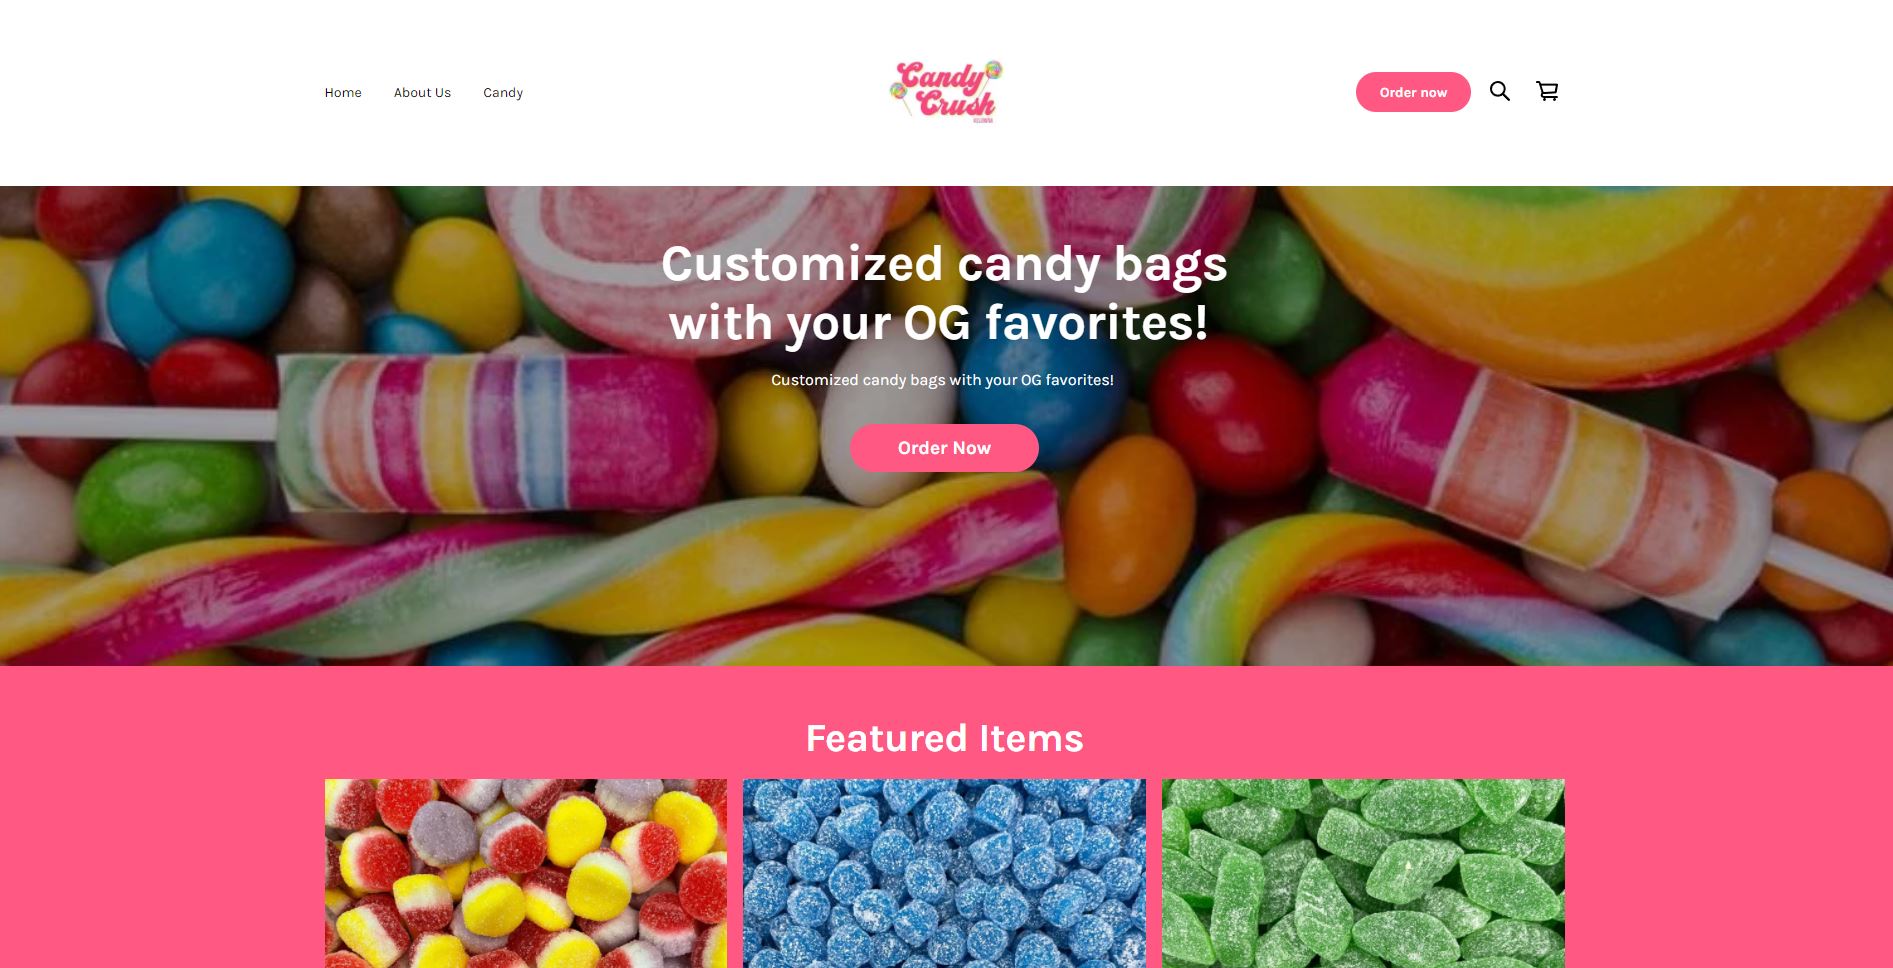 Home
About Us
Candy
Candy
Crush
Order now
Customized candy bags
with your OG favorites!
Customized candy bags with your OG favorites!
Order Now
Featured Items